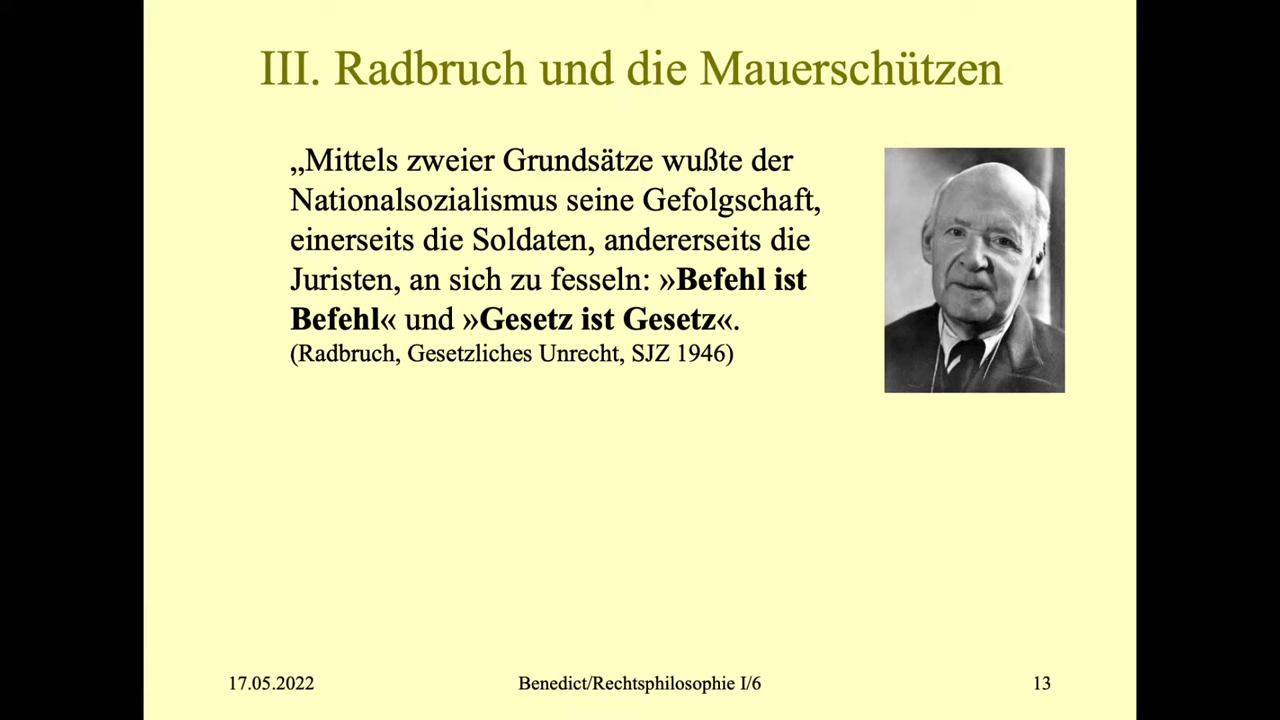 III. Radbruch und die Mauerschützen
„Mittels zweier Grundsätze wußte der
Nationalsozialismus seine Gefolgschaft,
einerseits die Soldaten, andererseits die
Juristen, an sich zu fesseln: »Befehl ist
Befehl« und »Gesetz ist Gesetz«.
(Radbruch, Gesetzliches Unrecht, SJZ 1946)
17.05.2022
Benedict/Rechtsphilosophie I/6
13